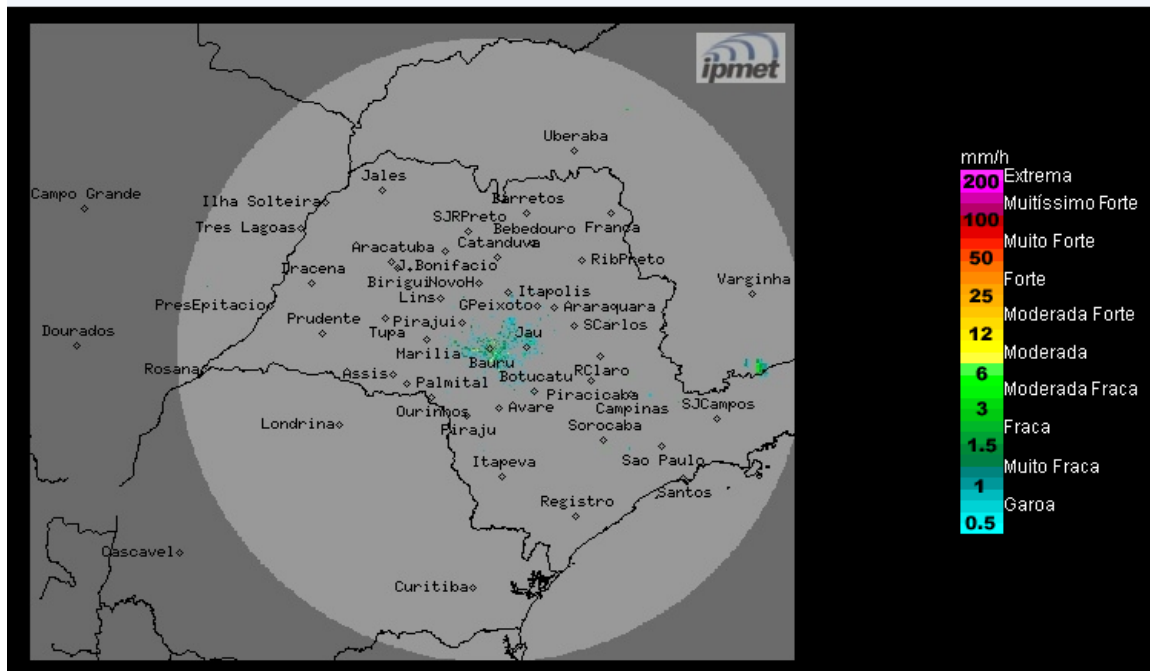 ipmet
Uberaba
Jales
Campo Grande
Ilha Solteira
Barretos
SJRPreto
Tres Lagoas
Bebedouro
Franca
Catanduva
Aracatuba
RibPreto
Dracena
J.Bonifacio
Varginha
Birigui
NovoH
Itapolis
Lins
PresEpitacio
GPeixoto
Araraquara
Prudente
Pirajui
SCarlos
Dourados
Tupa
Jau
Marilia
Bauru
Rosana
Assis
RClaro
Botucatu
Palmital
Piracicaba
Ourinhos
Avare
Campinas
SJCampos
Londrina
Piraju
Sorocaba
Itapeva
Sao Paulo
Santos
Registro
Cascavel
Curitiba
mm/h
200
Extrema
Muitíssimo Forte
100
Muito Forte
50
Forte
25
Moderada Forte
12
Moderada
6
Moderada Fraca
3
Fraca
1.5
Muito Fraca
1
Garoa
0.5